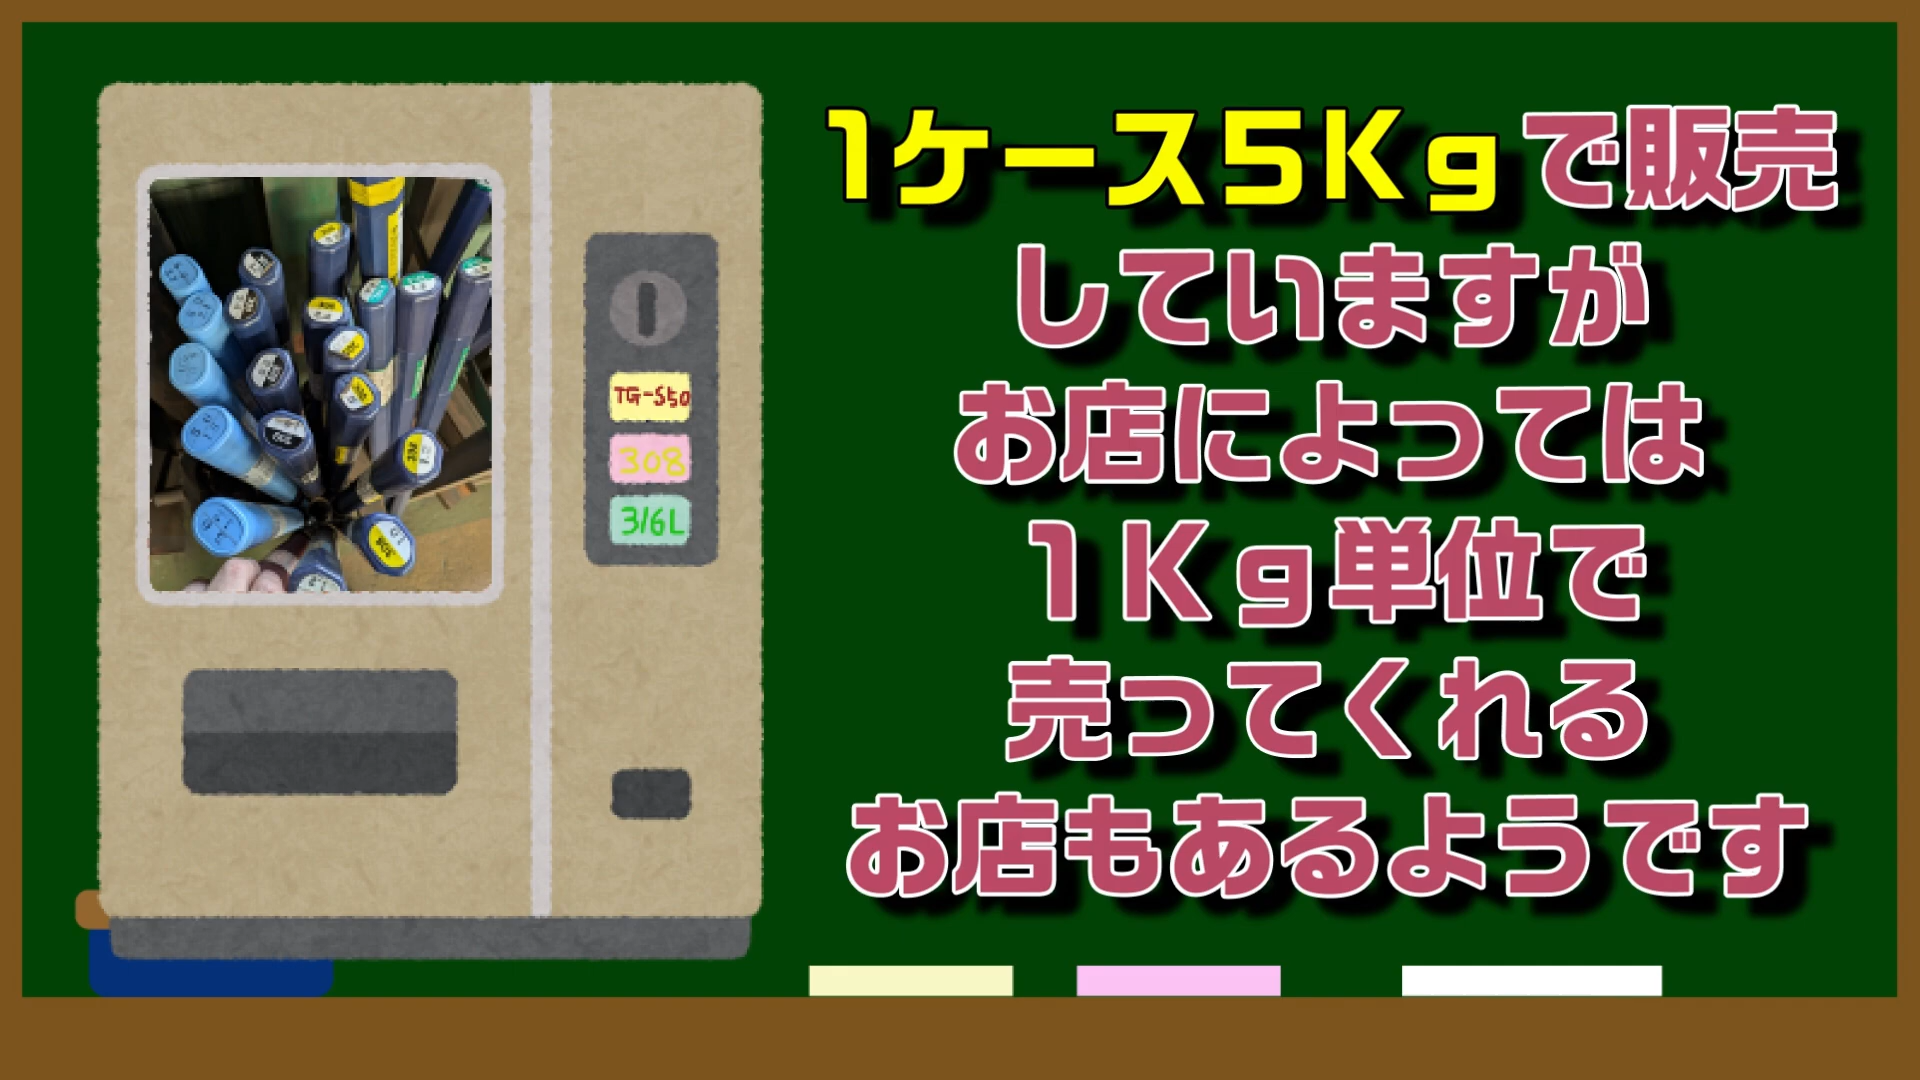 1ケース5Kgで販売
していますが
お店によっては
1Kg単位で
売ってくれる
お店もあるようです
TG-S50
308
316L